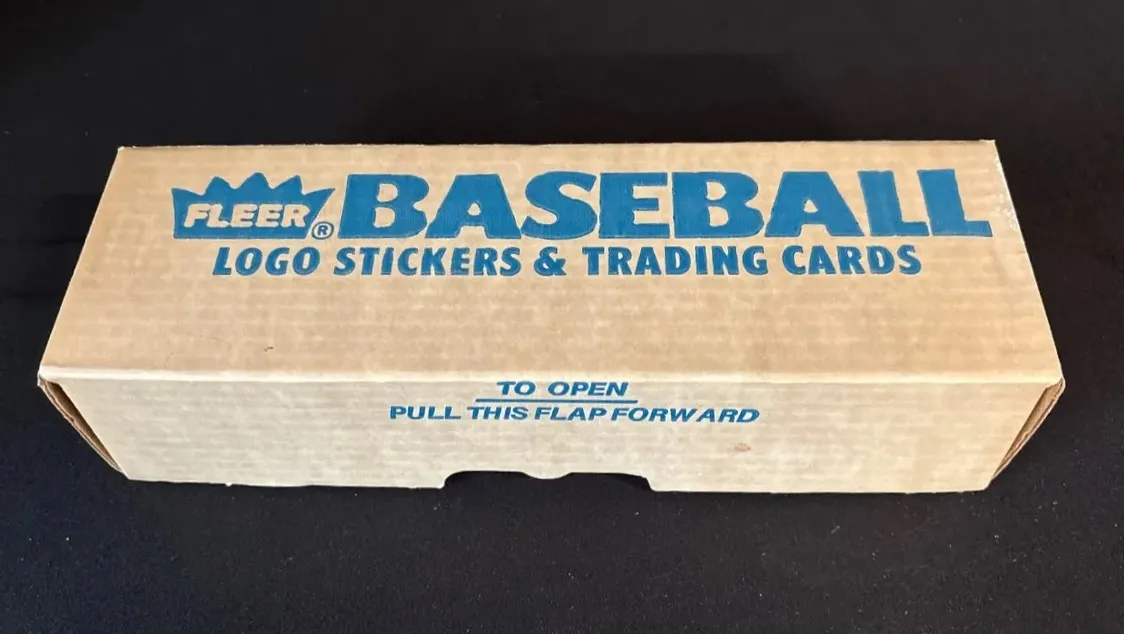 FLEER® BASEBALL
LOGO STICKERS & TRADING CARDS
TO OPEN
PULL THIS FLAP FORWARD